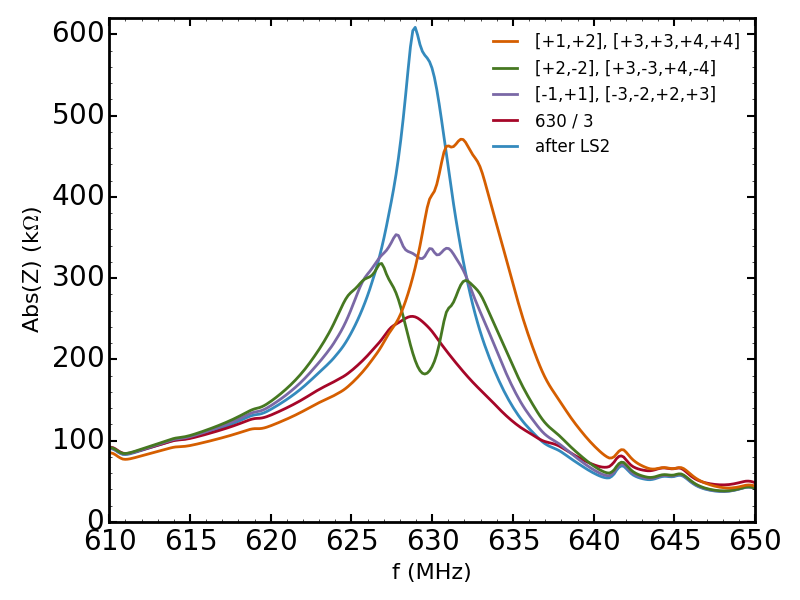 600
500
400
300
200
100
0
Abs(Z) (kΩ)
[+1,+2], [+3,+3,+4,+4]
[+2,-2], [+3,-3,+4,-4]
[-1,+1], [-3,-2,+2,+3]
630 / 3
after LS2
610 615 620 625 630 635 640 645 650
f (MHz)